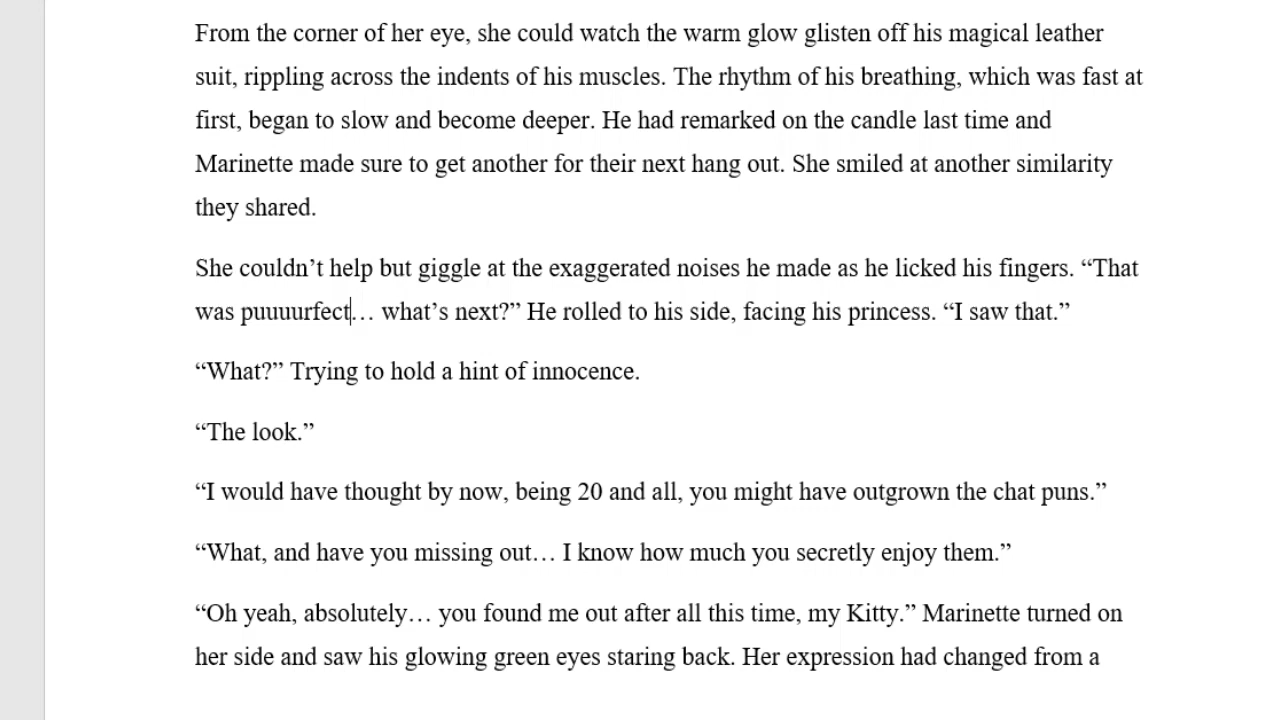 From the corner of her eye, she could watch the warm glow glisten off his magical leather
suit, rippling across the indents of his muscles. The rhythm of his breathing, which was fast at
first, began to slow and become deeper. He had remarked on the candle last time and
Marinette made sure to get another for their next hang out. She smiled at another similarity
they shared.
She couldn’t help but giggle at the exaggerated noises he made as he licked his fingers. “That
was puuuurfect… what’s next?” He rolled to his side, facing his princess. “I saw that.”
“What?” Trying to hold a hint of innocence.
“The look.”
“I would have thought by now, being 20 and all, you might have outgrown the chat puns.”
“What, and have you missing out… I know how much you secretly enjoy them.”
“Oh yeah, absolutely… you found me out after all this time, my Kitty.” Marinette turned on
her side and saw his glowing green eyes staring back. Her expression had changed from a